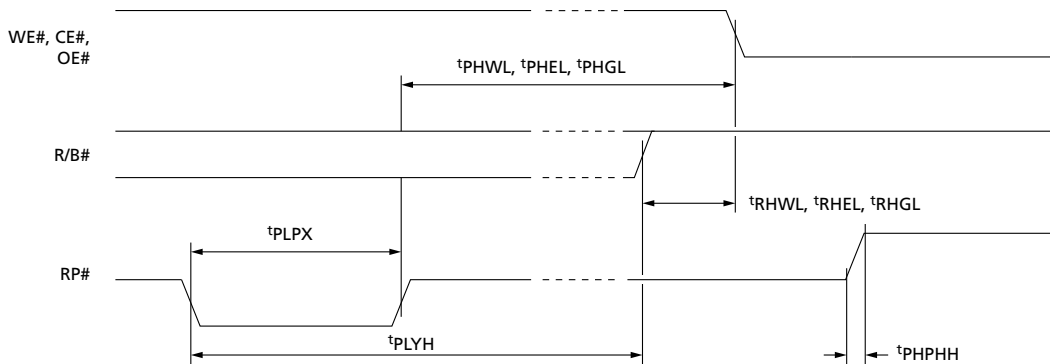 WE#, CE#,
OE#
tPHWL, tPHEL, tPHGL
R/B#
tRHWL, tRHEL, tRHGL
tPLPX
RP#
tPLYH
tPHPHH